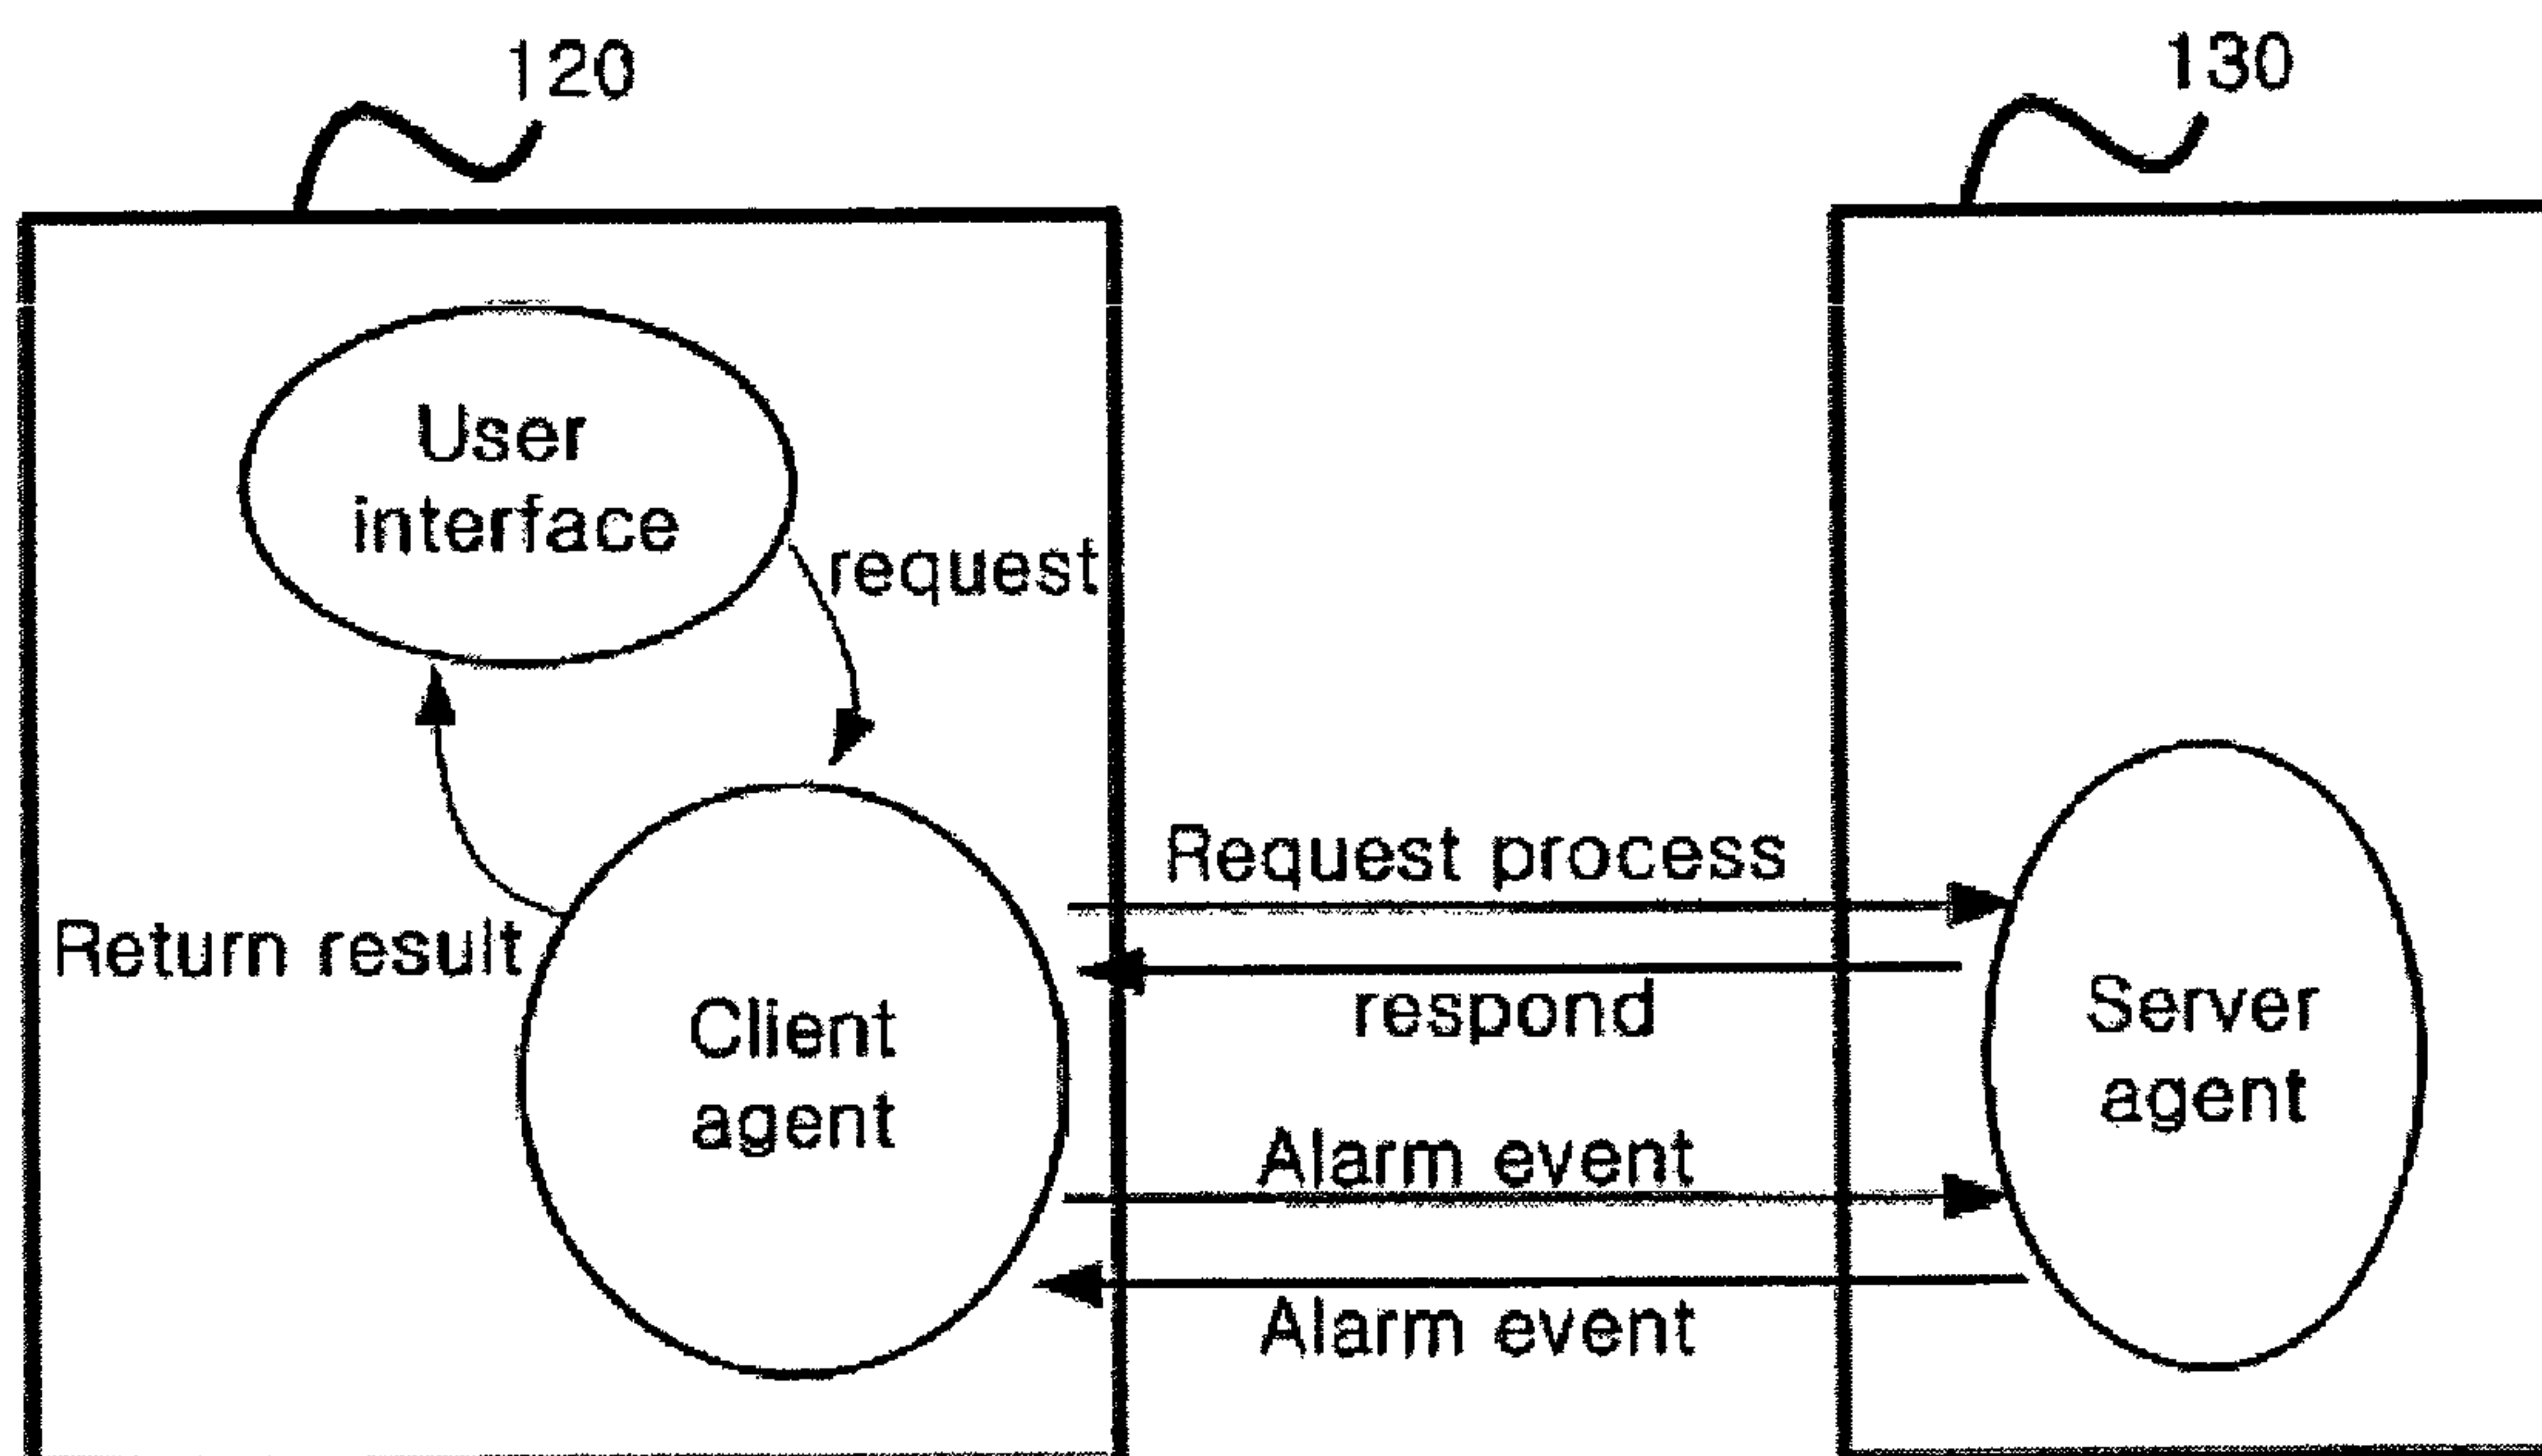 120
130
User
interface
request
Return result
Client
agent
Request process
respond
Alarm event
Alarm event
Server
agent